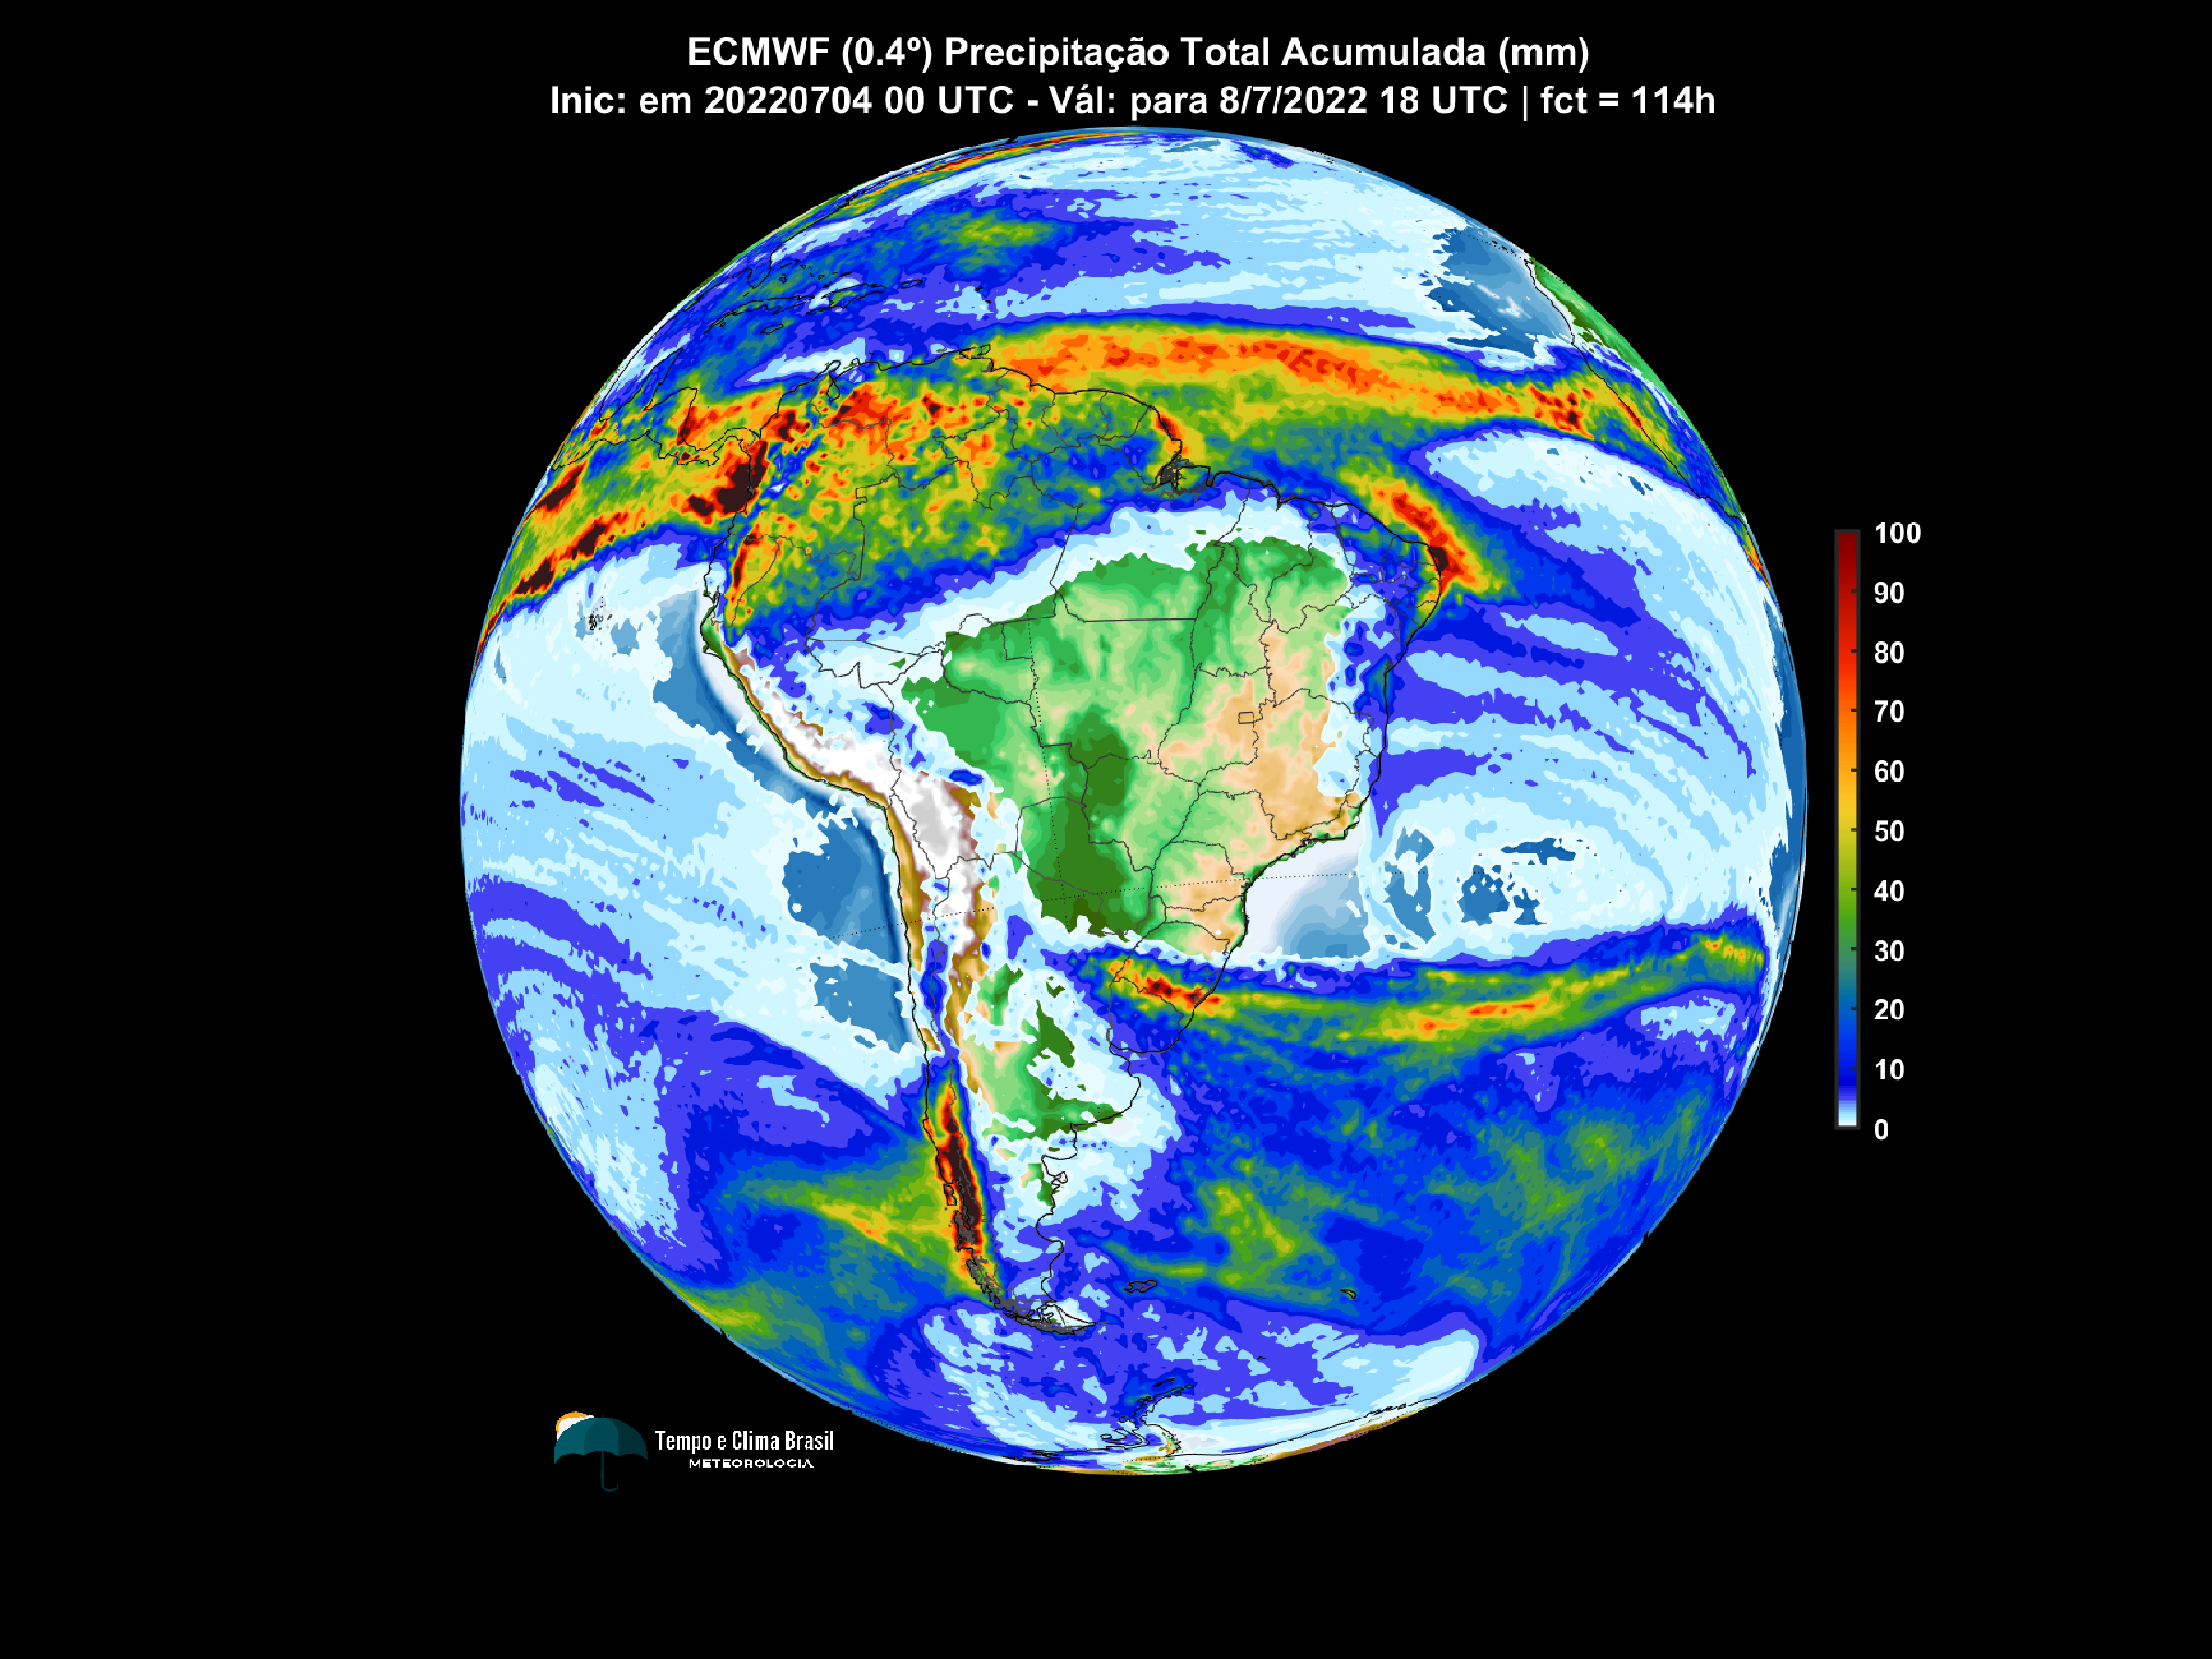 ECMWF (0.4º) Precipitação Total Acumulada (mm)
Inic: em 20220704 00 UTC - Vál: para 8/7/2022 18 UTC | fct = 114h
100
90
80
70
60
50
40
30
20
10
0
Tempo e Clima Brasil
METEOROLOGIA